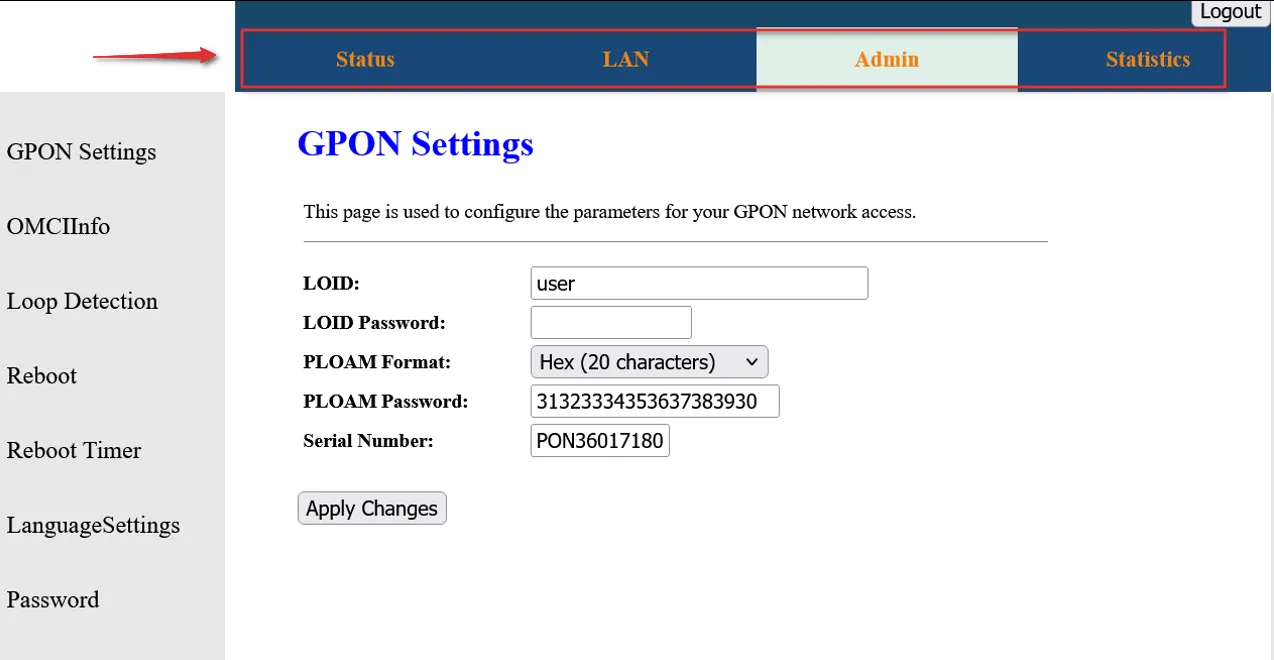 Logout
Status LAN Admin Statistics
GPON Settings
OMCIInfo
Loop Detection
Reboot
Reboot Timer
LanguageSettings
Password
GPON Settings
This page is used to configure the parameters for your GPON network access.
LOID: user
LOID Password:
PLOAM Format: Hex (20 characters)
PLOAM Password: 31323334353637383930
Serial Number: PON36017180
Apply Changes